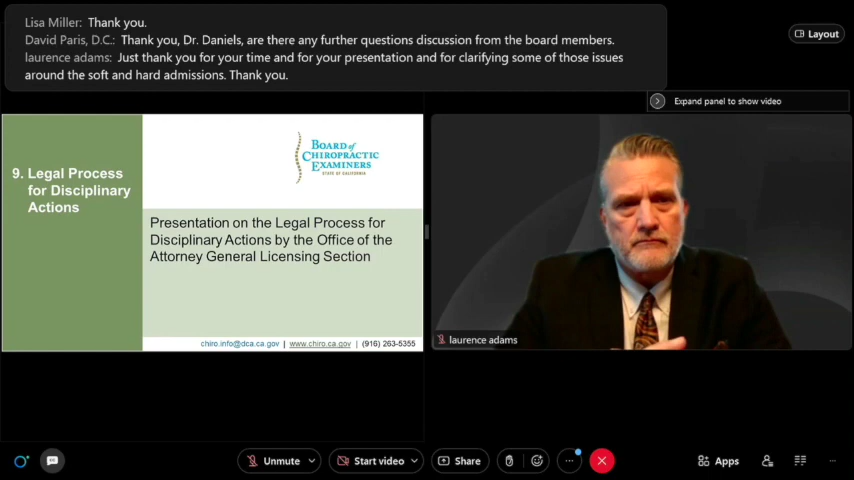 Lisa Miller: Thank you.
David Paris, D.C.: Thank you, Dr. Daniels, are there any further questions discussion from the board members.
laurence adams: Just thank you for your time and for your presentation and for clarifying some of those issues
around the soft and hard admissions. Thank you.
Layout
Expand panel to show video
9. Legal Process
for Disciplinary
Actions
BOARD of
CHIROPRACTIC
EXAMINERS
STATE OF CALIFORNIA
Presentation on the Legal Process for
Disciplinary Actions by the Office of the
Attorney General Licensing Section
chiro.info@dca.ca.gov | www.chiro.ca.gov | (916) 263-5355
laurence adams
Unmute
Start video
Share
Apps